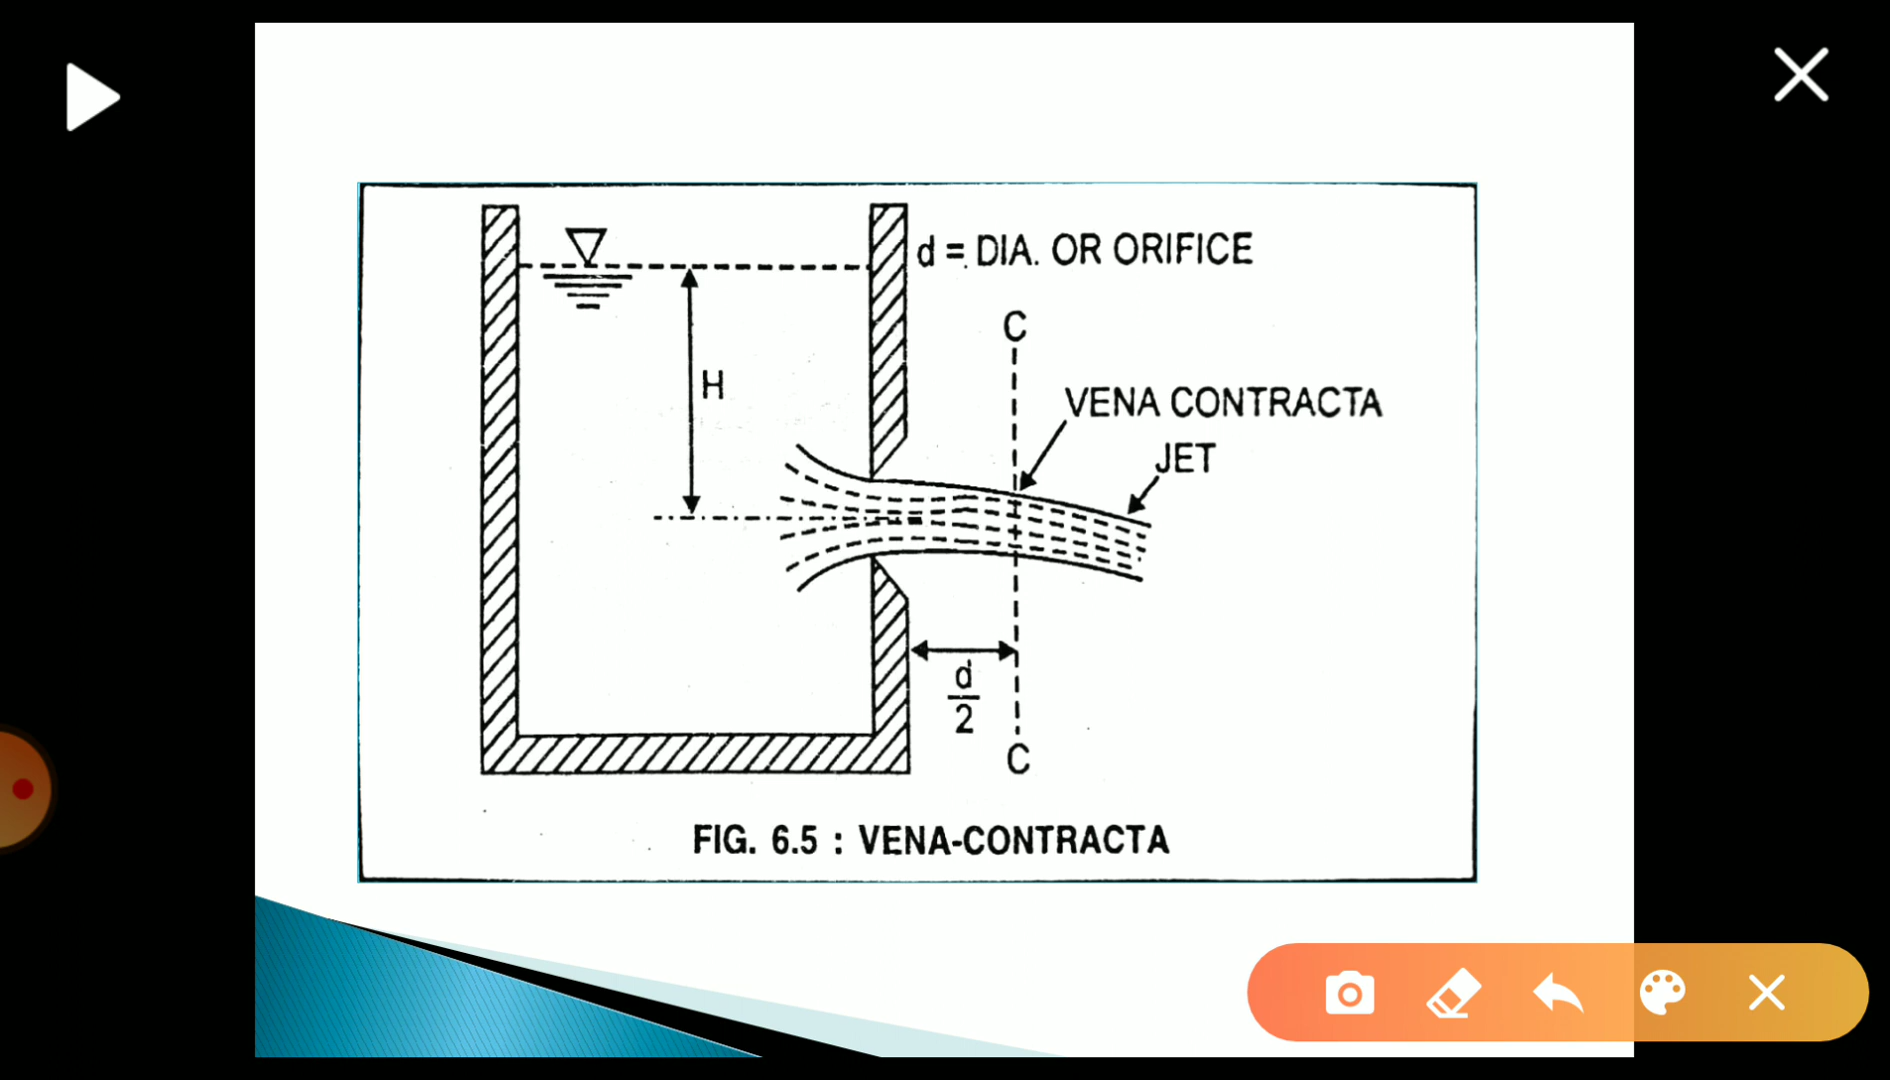 d = DIA. OR ORIFICE
C
H
VENA CONTRACTA
JET
d
2
C
FIG. 6.5 : VENA-CONTRACTA